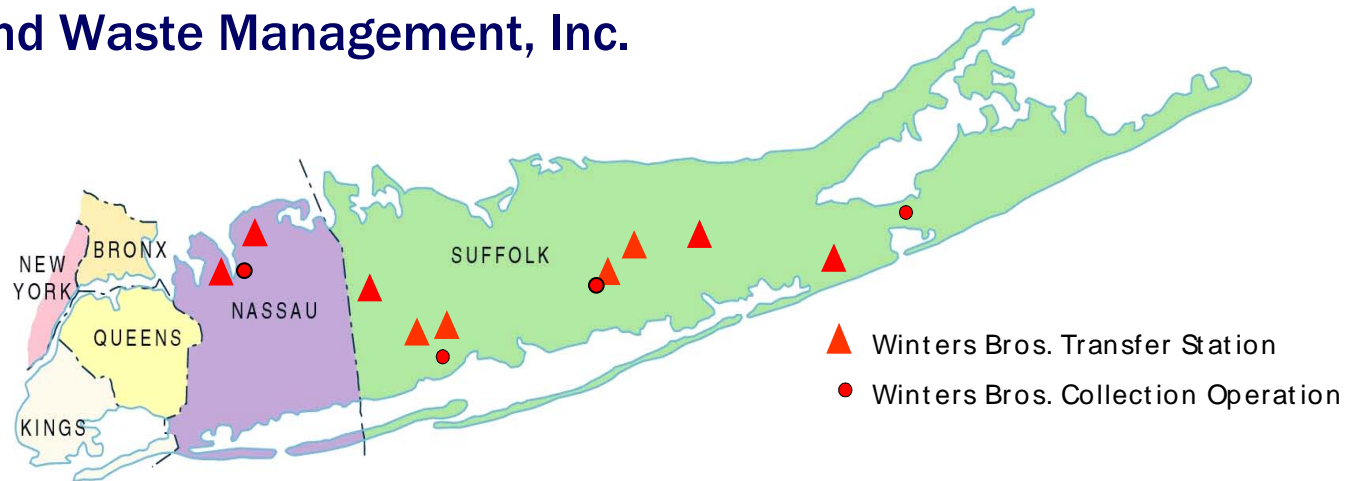 nd Waste Management, Inc.
BRONX
NEW
YORK
SUFFOLK
NASSAU
QUEENS
KINGS
Winters Bros. Transfer Station
Winters Bros. Collection Operation